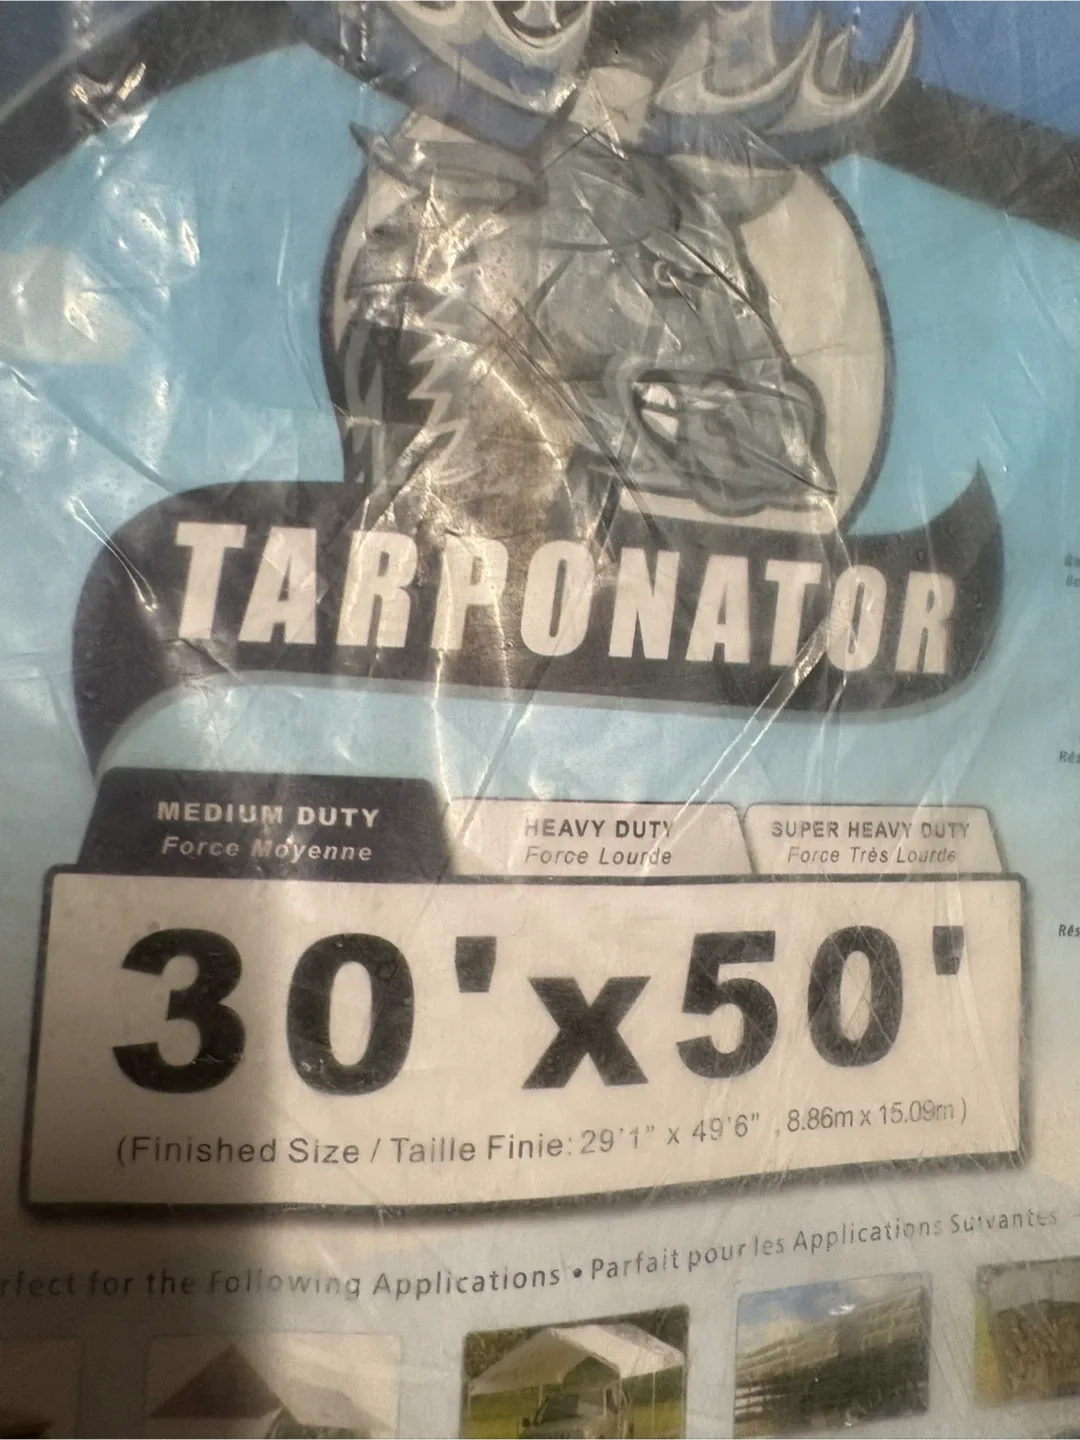 TARPONATOR
MEDIUM DUTY
Force Moyenne
HEAVY DUTY
Force Lourde
SUPER HEAVY DUTY
Force Très Lourde
30'x50'
(Finished Size / Taille Finie: 29'1" x 49'6" , 8.86m x 15.09m)
rfect for the Following Applications • Parfait pour les Applications Suivantes
Rés
Rés